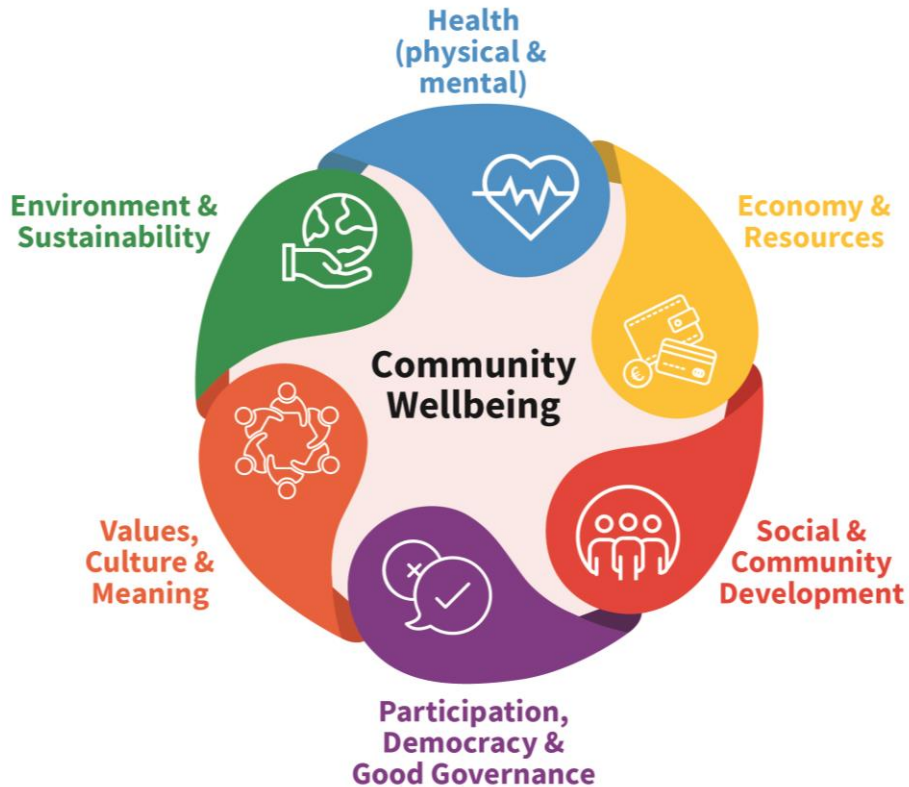 Health
(physical &
mental)
Economy &
Resources
Social &
Community
Development
Participation,
Democracy &
Good Governance
Values,
Culture &
Meaning
Environment &
Sustainability
Community
Wellbeing
€